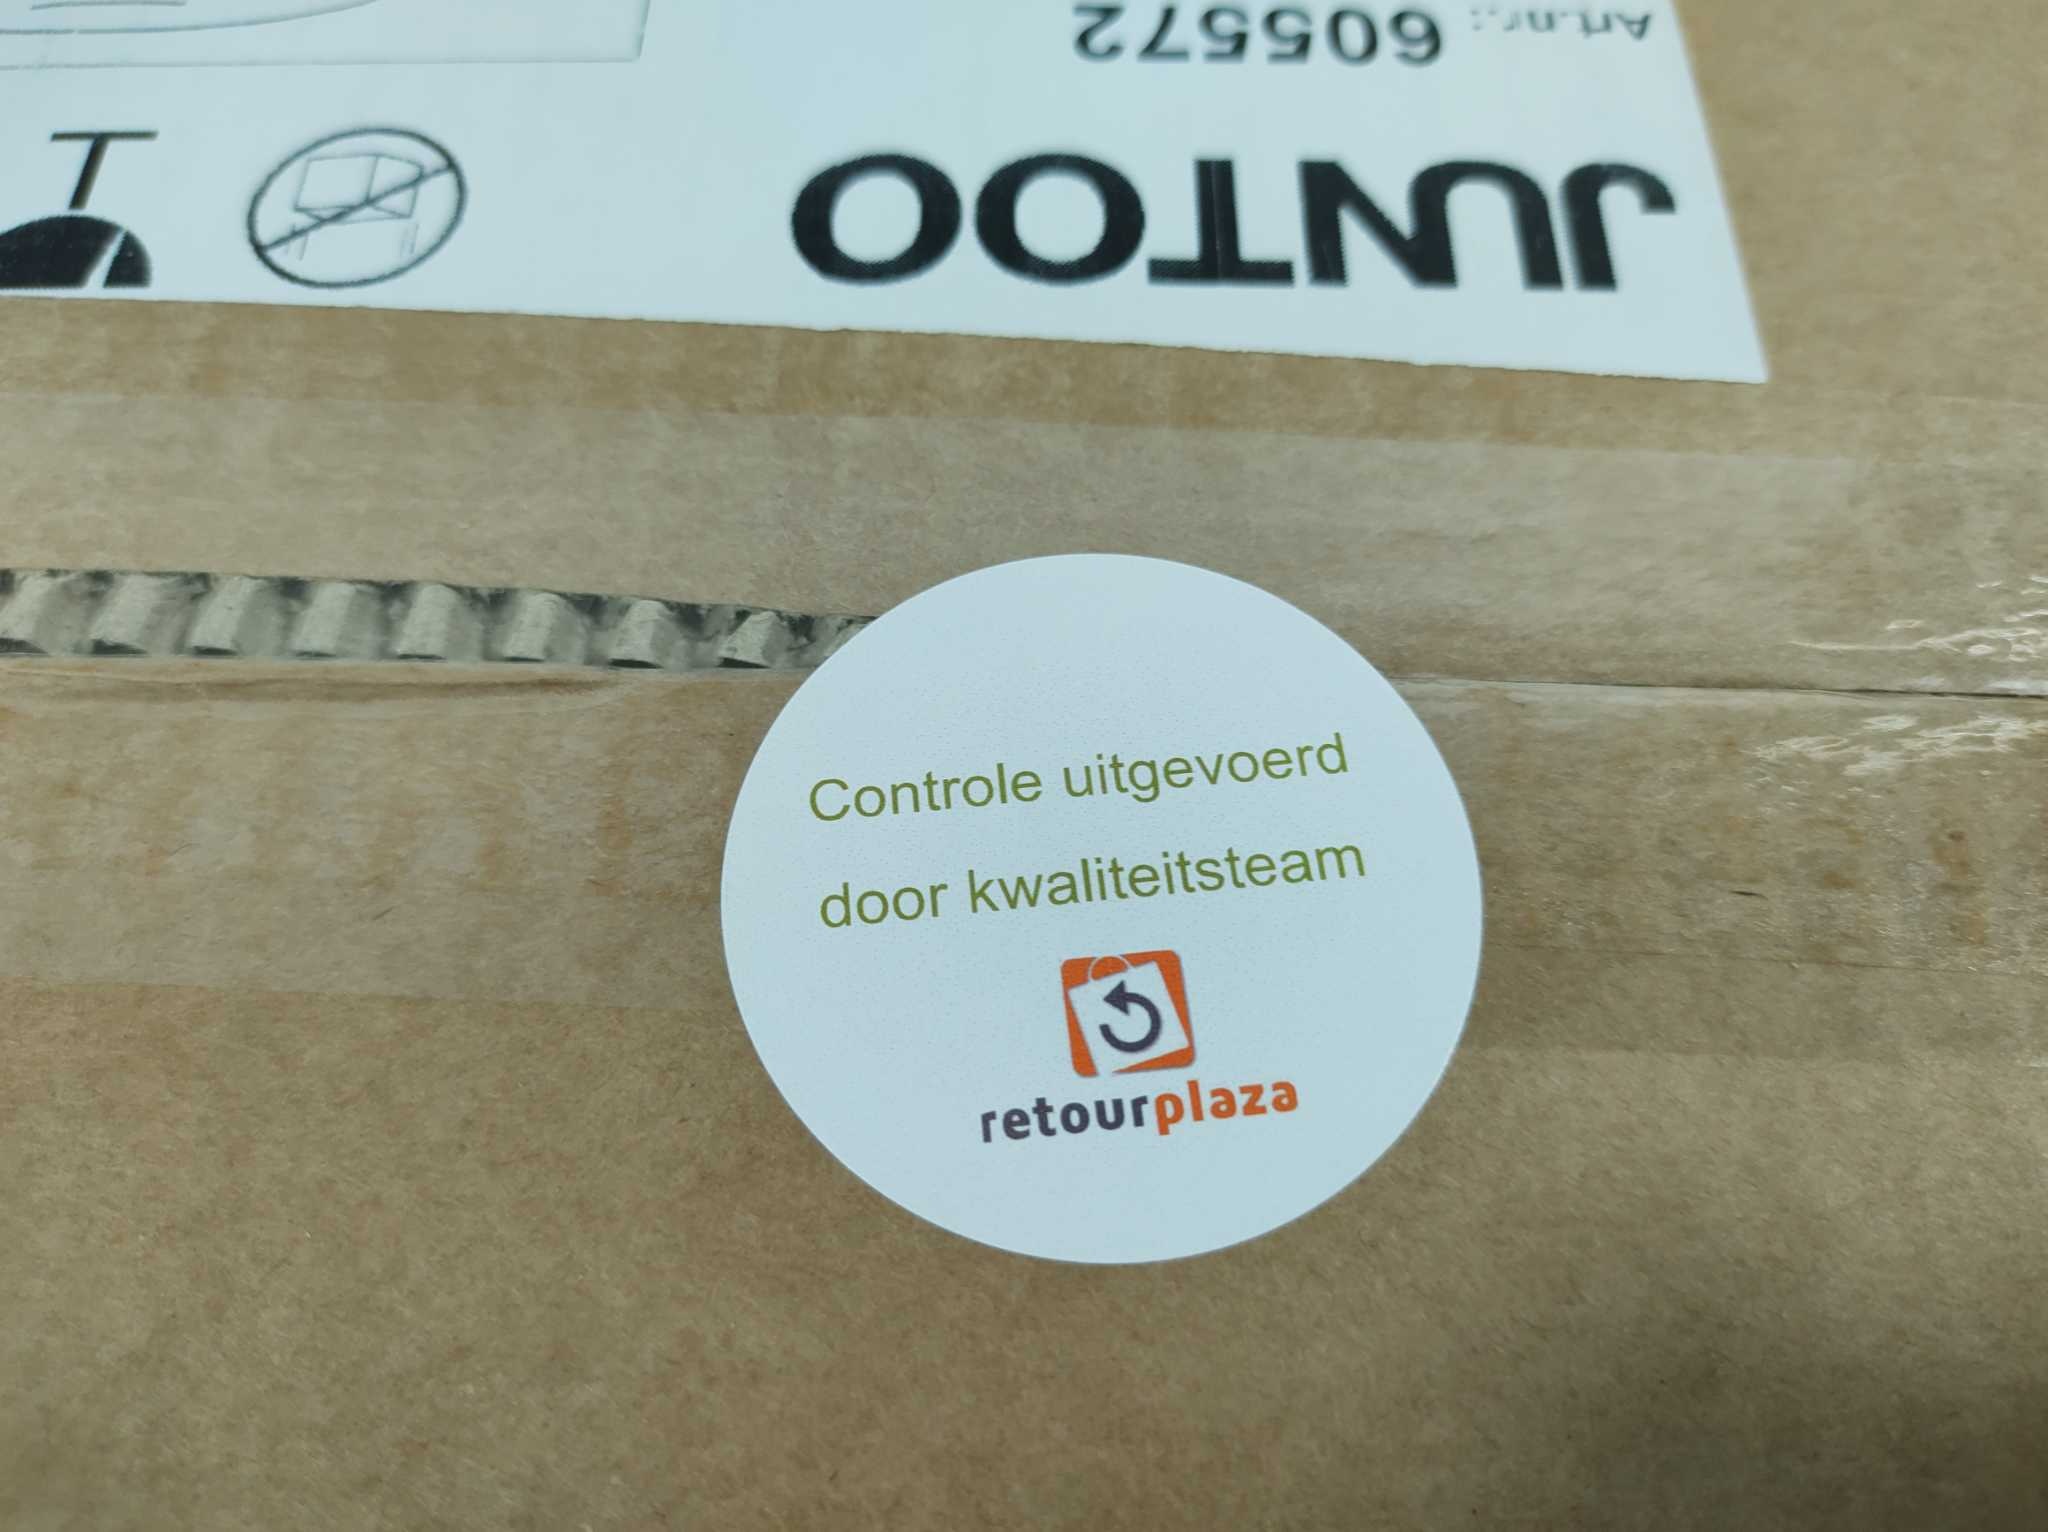 Art.nr.: 605572
JUNTOO
Controle uitgevoerd
door kwaliteitsteam
retourplaza